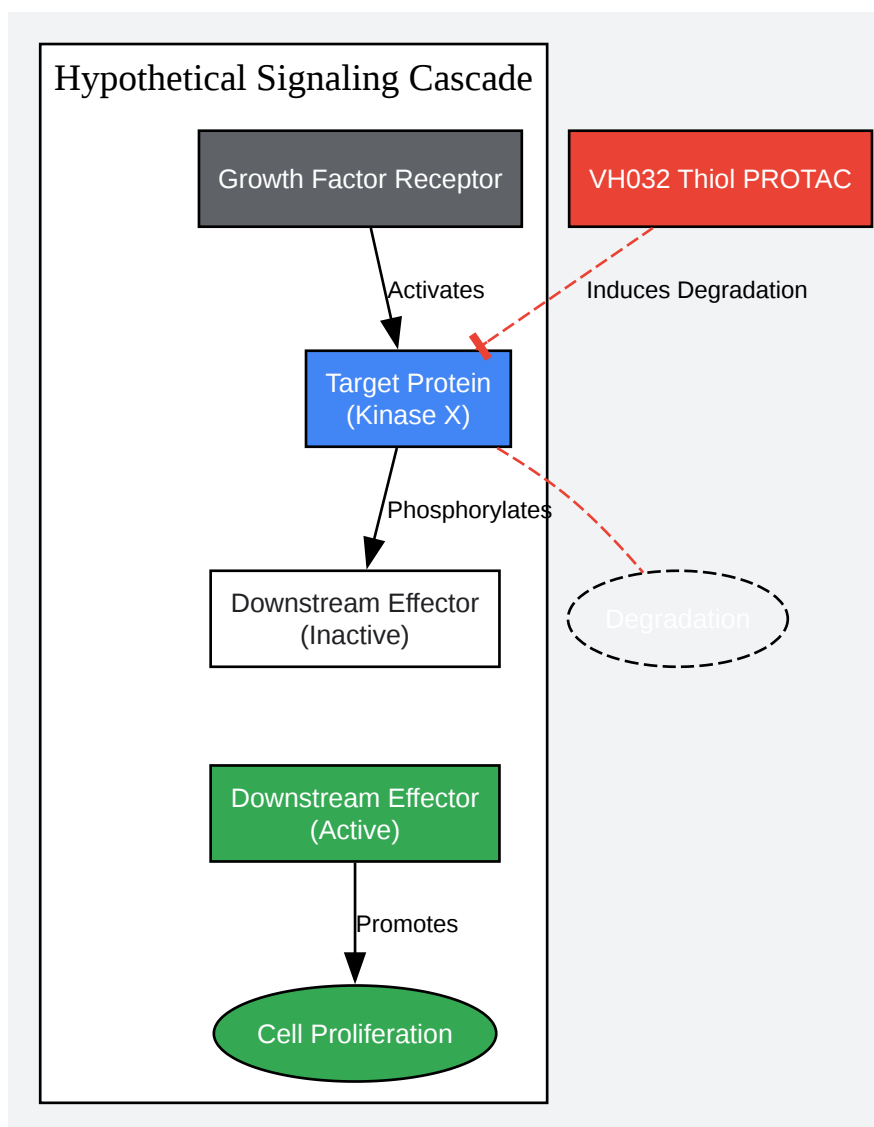 Hypothetical Signaling Cascade
Growth Factor Receptor
VH032 Thiol PROTAC
Activates
Induces Degradation
Target Protein
(Kinase X)
Phosphorylates
Downstream Effector
(Inactive)
Degradation
Downstream Effector
(Active)
Promotes
Cell Proliferation